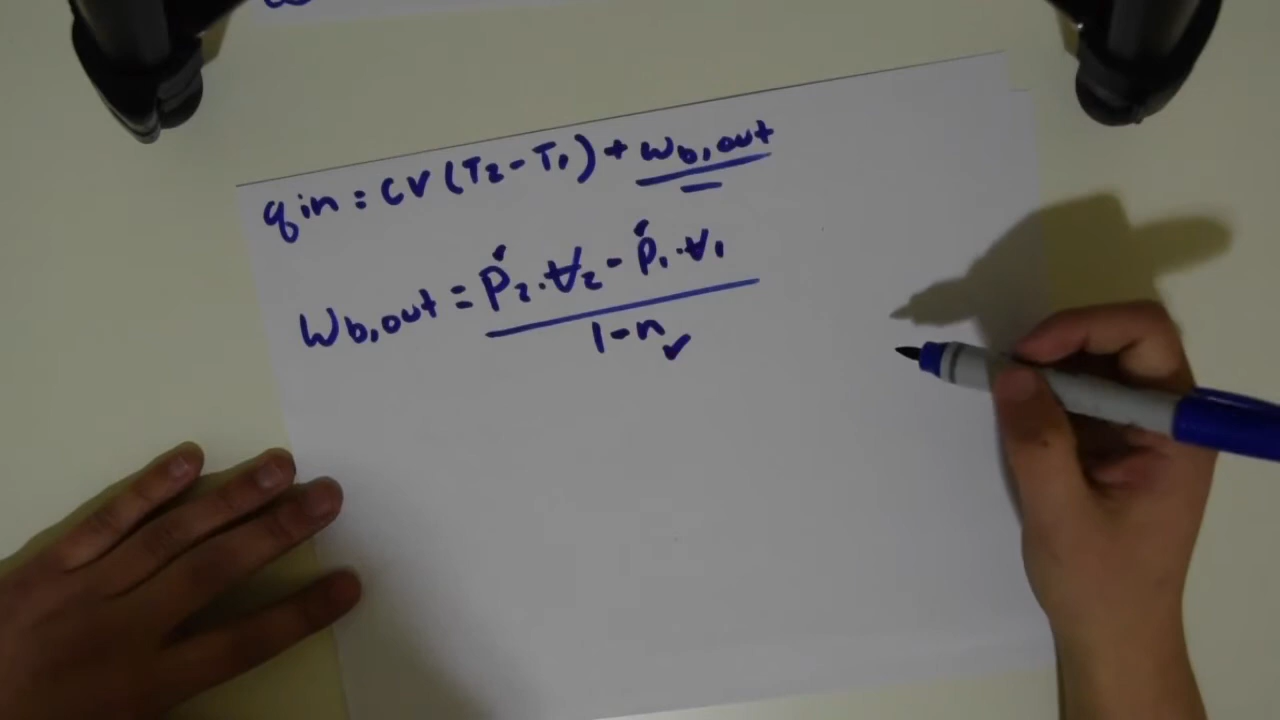 qin = cv (T₂ - T₁) + wb,out
Wb,out = P₂.V₂ - P₁.V₁
1-n